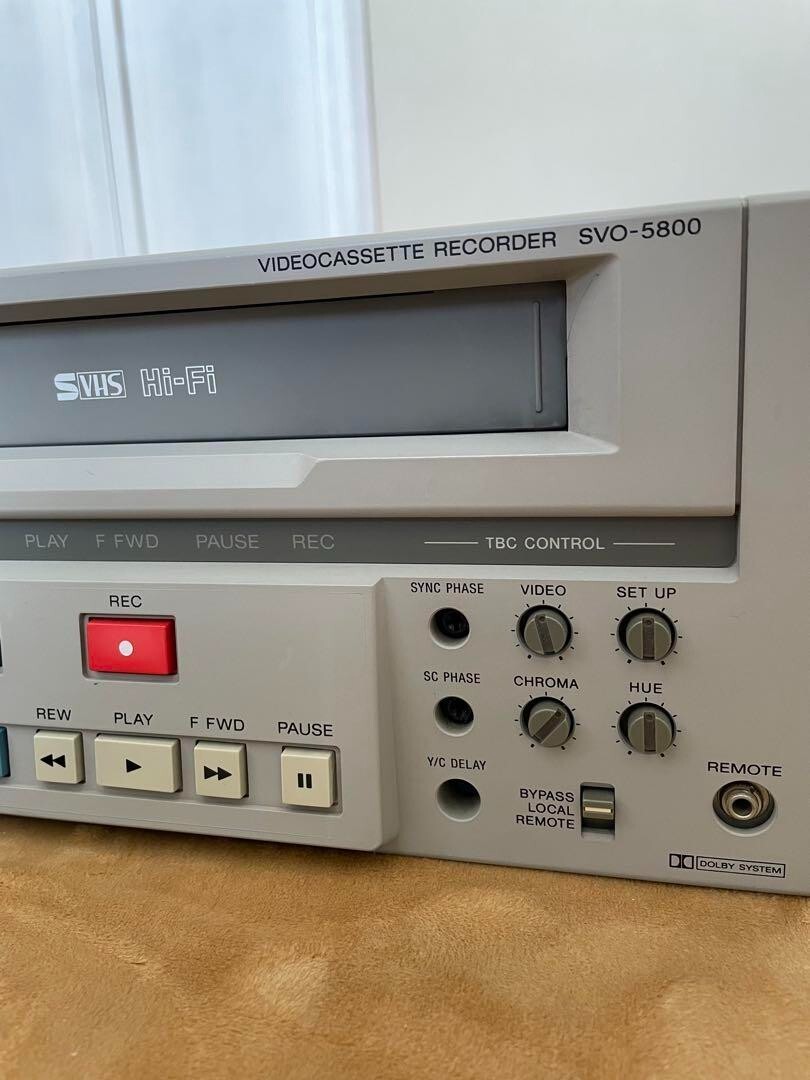 VIDEOCASSETTE RECORDER SVO-5800
SVHS Hi-Fi
PLAY F FWD PAUSE REC
TBC CONTROL
REC
SYNC PHASE VIDEO SET UP
SC PHASE CHROMA HUE
REW PLAY F FWD PAUSE
Y/C DELAY
BYPASS
LOCAL
REMOTE
REMOTE
DOLBY SYSTEM